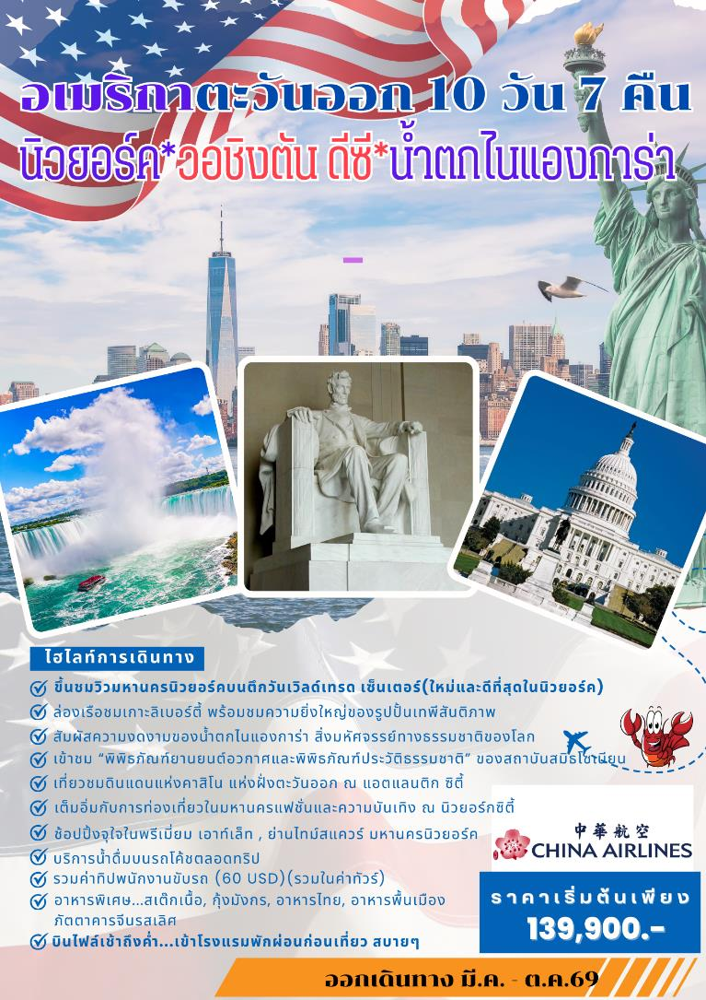 อเมริกาตะวันออก 10 วัน 7 คืน
นิวยอร์ค*วอชิงตัน ดีซี*น้ำตกไนแองการ่า
ไฮไลท์การเดินทาง
ขึ้นชมวิวมหานครนิวยอร์คบนตึกวันเวิลด์เทรด เซ็นเตอร์(ใหม่และดีที่สุดในนิวยอร์ค)
ล่องเรือชมเกาะลิเบอร์ตี้ พร้อมชมความยิ่งใหญ่ของรูปปั้นเทพีสันติภาพ
สัมผัสความงดงามของน้ำตกไนแองการ่า สิ่งมหัศจรรย์ทางธรรมชาติของโลก
เข้าชม “พิพิธภัณฑ์ยานยนต์อวกาศและพิพิธภัณฑ์ประวัติธรรมชาติ” ของสถาบันสมิธโซเนียน
เที่ยวชมดินแดนแห่งคาสิโน แห่งฝั่งตะวันออก ณ แอตแลนติก ซิตี้
เต็มอิ่มกับการท่องเที่ยวในมหานครแฟชั่นและความบันเทิง ณ นิวยอร์กซิตี้
ช้อปปิ้งจุใจในพรีเมี่ยม เอาท์เล็ท , ย่านไทม์สแควร์ มหานครนิวยอร์ค
บริการน้ำดื่มบนรถโค้ชตลอดทริป
รวมค่าทิปพนักงานขับรถ (60 USD)(รวมในค่าทัวร์)
อาหารพิเศษ...สเต๊กเนื้อ, กุ้งมังกร, อาหารไทย, อาหารพื้นเมือง
ภัตตาคารจีนรสเลิศ
บินไฟล์เช้าถึงค่ำ...เข้าโรงแรมพักผ่อนก่อนเที่ยว สบายๆ
中華航空
CHINA AIRLINES
ราคาเริ่มต้นเพียง
139,900.-
ออกเดินทาง มี.ค. - ต.ค.69